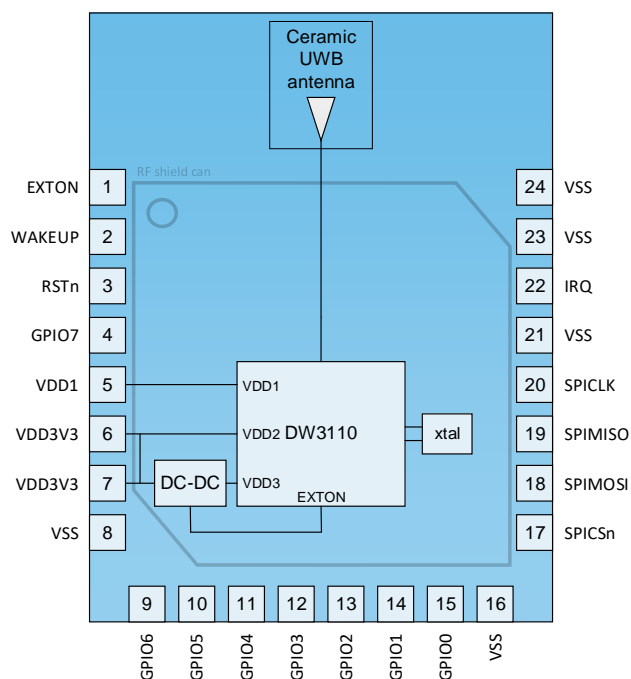 Ceramic
UWB
antenna
RF shield can
EXTON 1
WAKEUP 2
RSTn 3
GPIO7 4
VDD1 5
VDD3V3 6
VDD3V3 7
VSS 8
24 VSS
23 VSS
22 IRQ
21 VSS
20 SPICLK
19 SPIMISO
18 SPIMOSI
17 SPICSn
VDD1
VDD2 DW3110
xtal
DC-DC
VDD3
EXTON
9 10 11 12 13 14 15 16
GPIO6
GPIO5
GPIO4
GPIO3
GPIO2
GPIO1
GPIO0
VSS